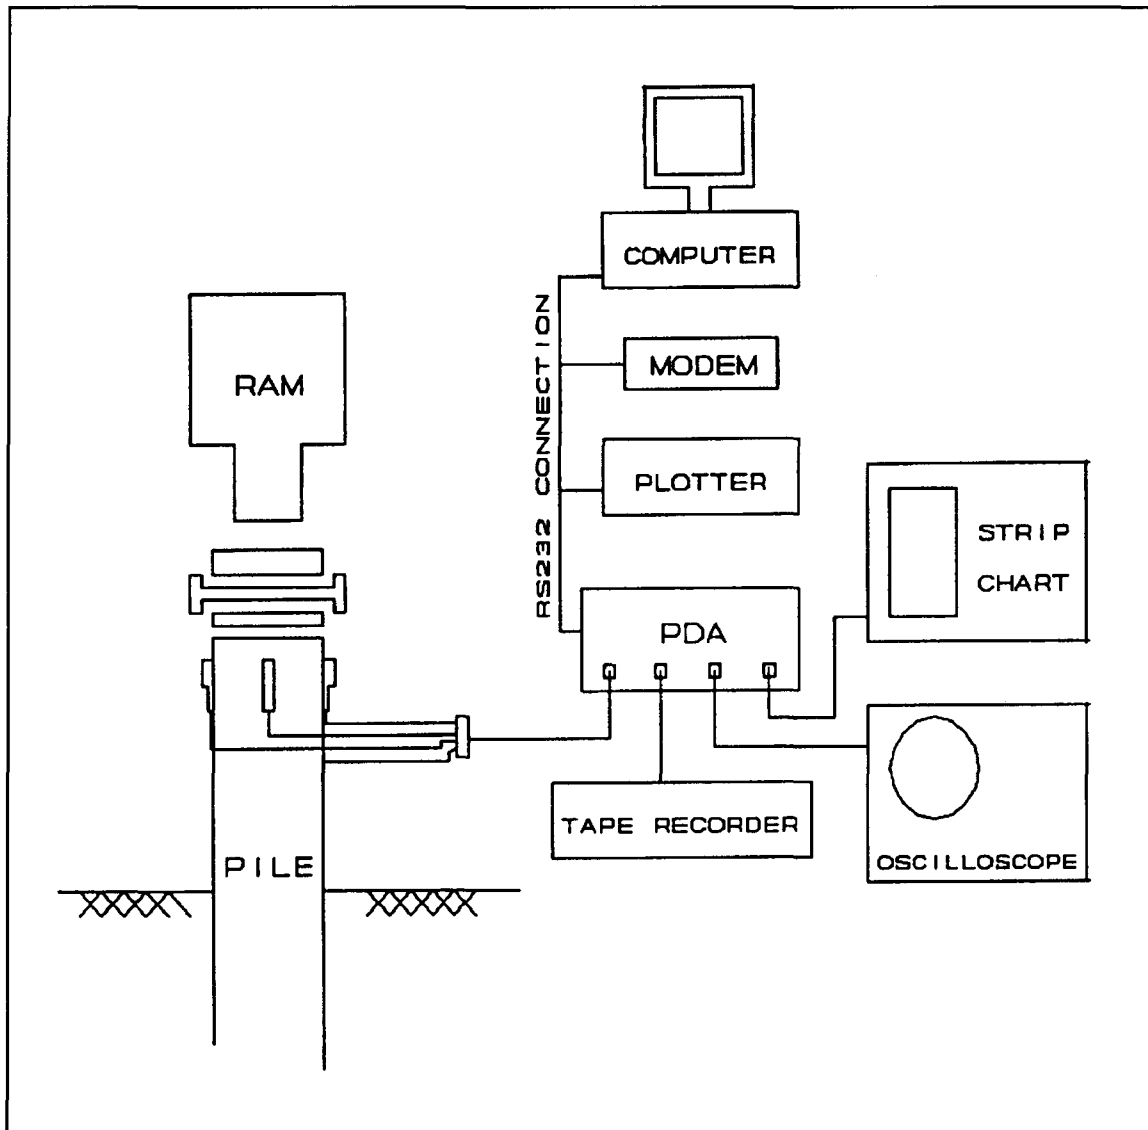 COMPUTER
RS232 CONNECTION
MODEM
RAM
PLOTTER
STRIP
CHART
PDA
TAPE RECORDER
PILE
OSCILLOSCOPE